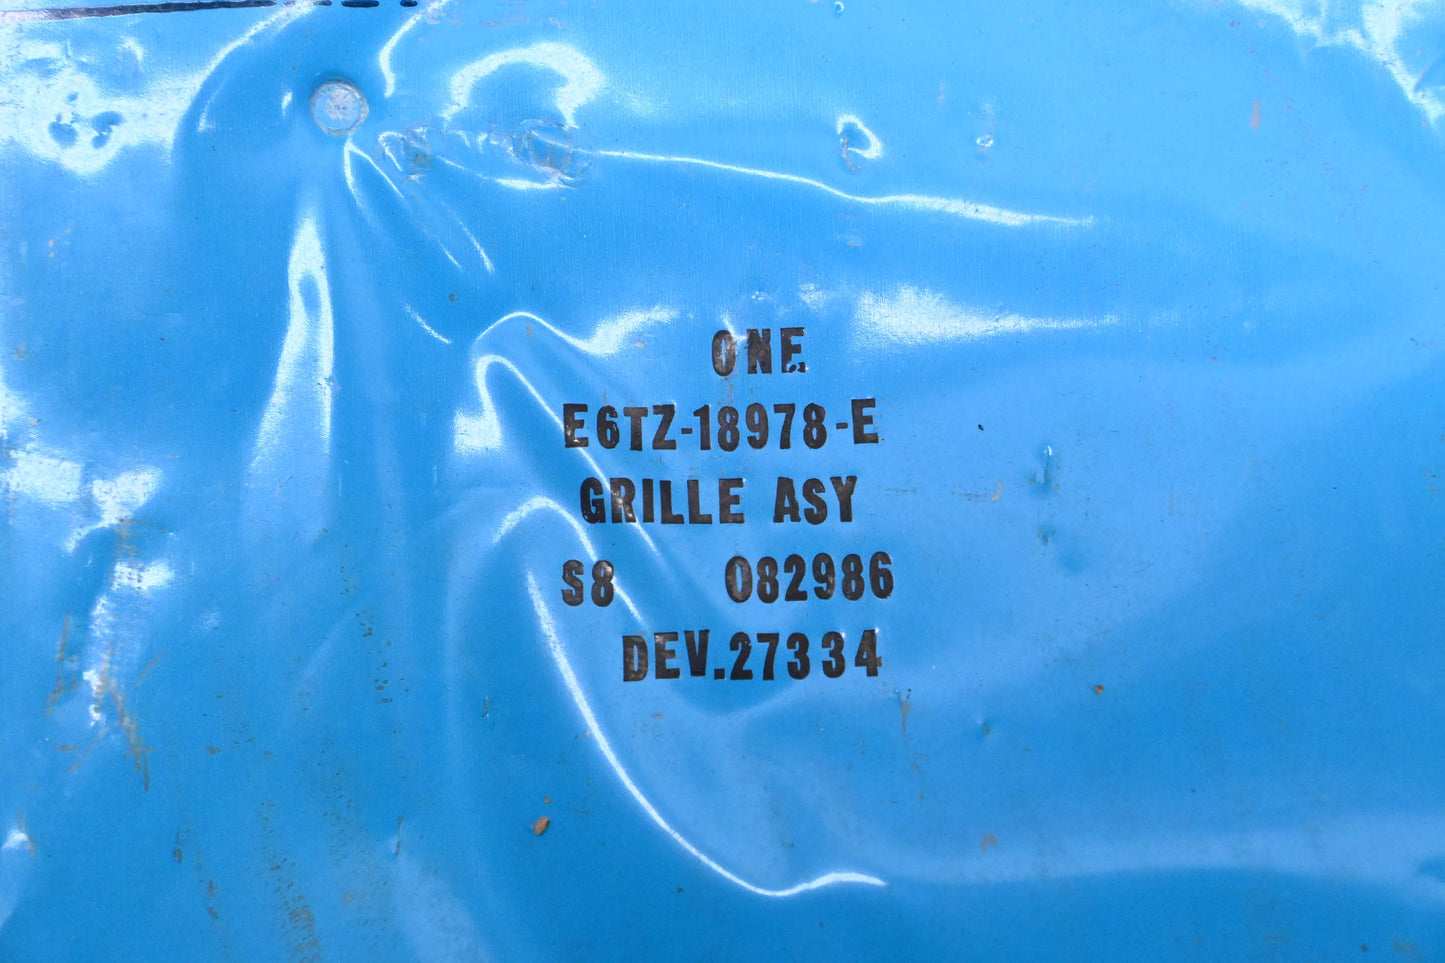 ONE
E6TZ-18978-E
GRILLE ASY
S8 082986
DEV.27334